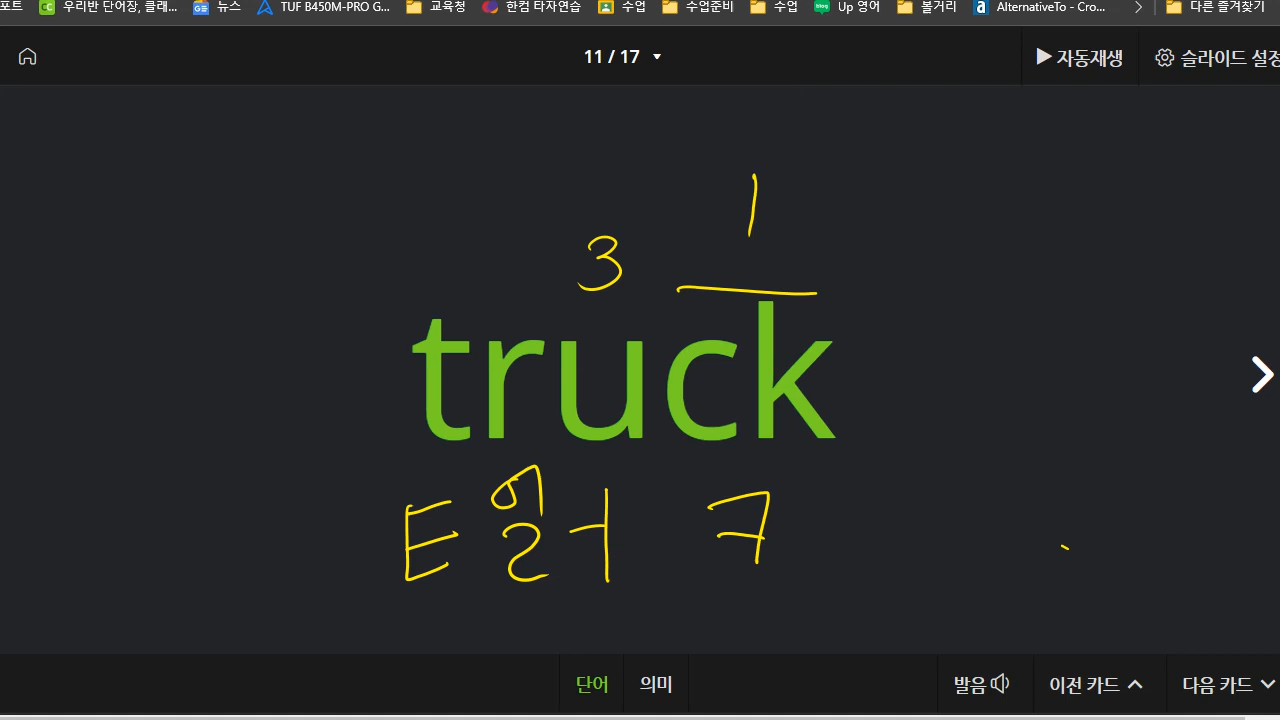 포트 우리반 단어장, 클래... 뉴스 TUF B450M-PRO G... 교육청 한컴 타자연습 수업 수업준비 수업 Up 영어 볼거리 AlternativeTo - Cro... 다른 즐겨찾기
11 / 17 자동재생 슬라이드 설정
1
3
truck
ㅌ ㅓ ㅋ
단어 의미 발음 이전 카드 다음 카드